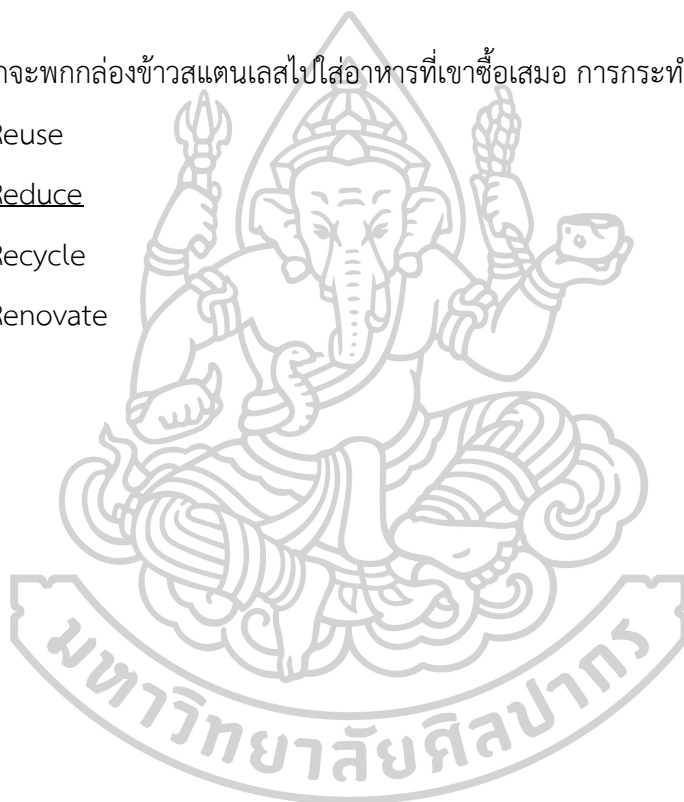 าจะพกกล่องข้าวสแตนเลสไปใส่อาหารที่เขาซื้อเสมอ การกระทำ
Reuse
Reduce
Recycle
Renovate
มหาวิทยาลัยศิลปากร